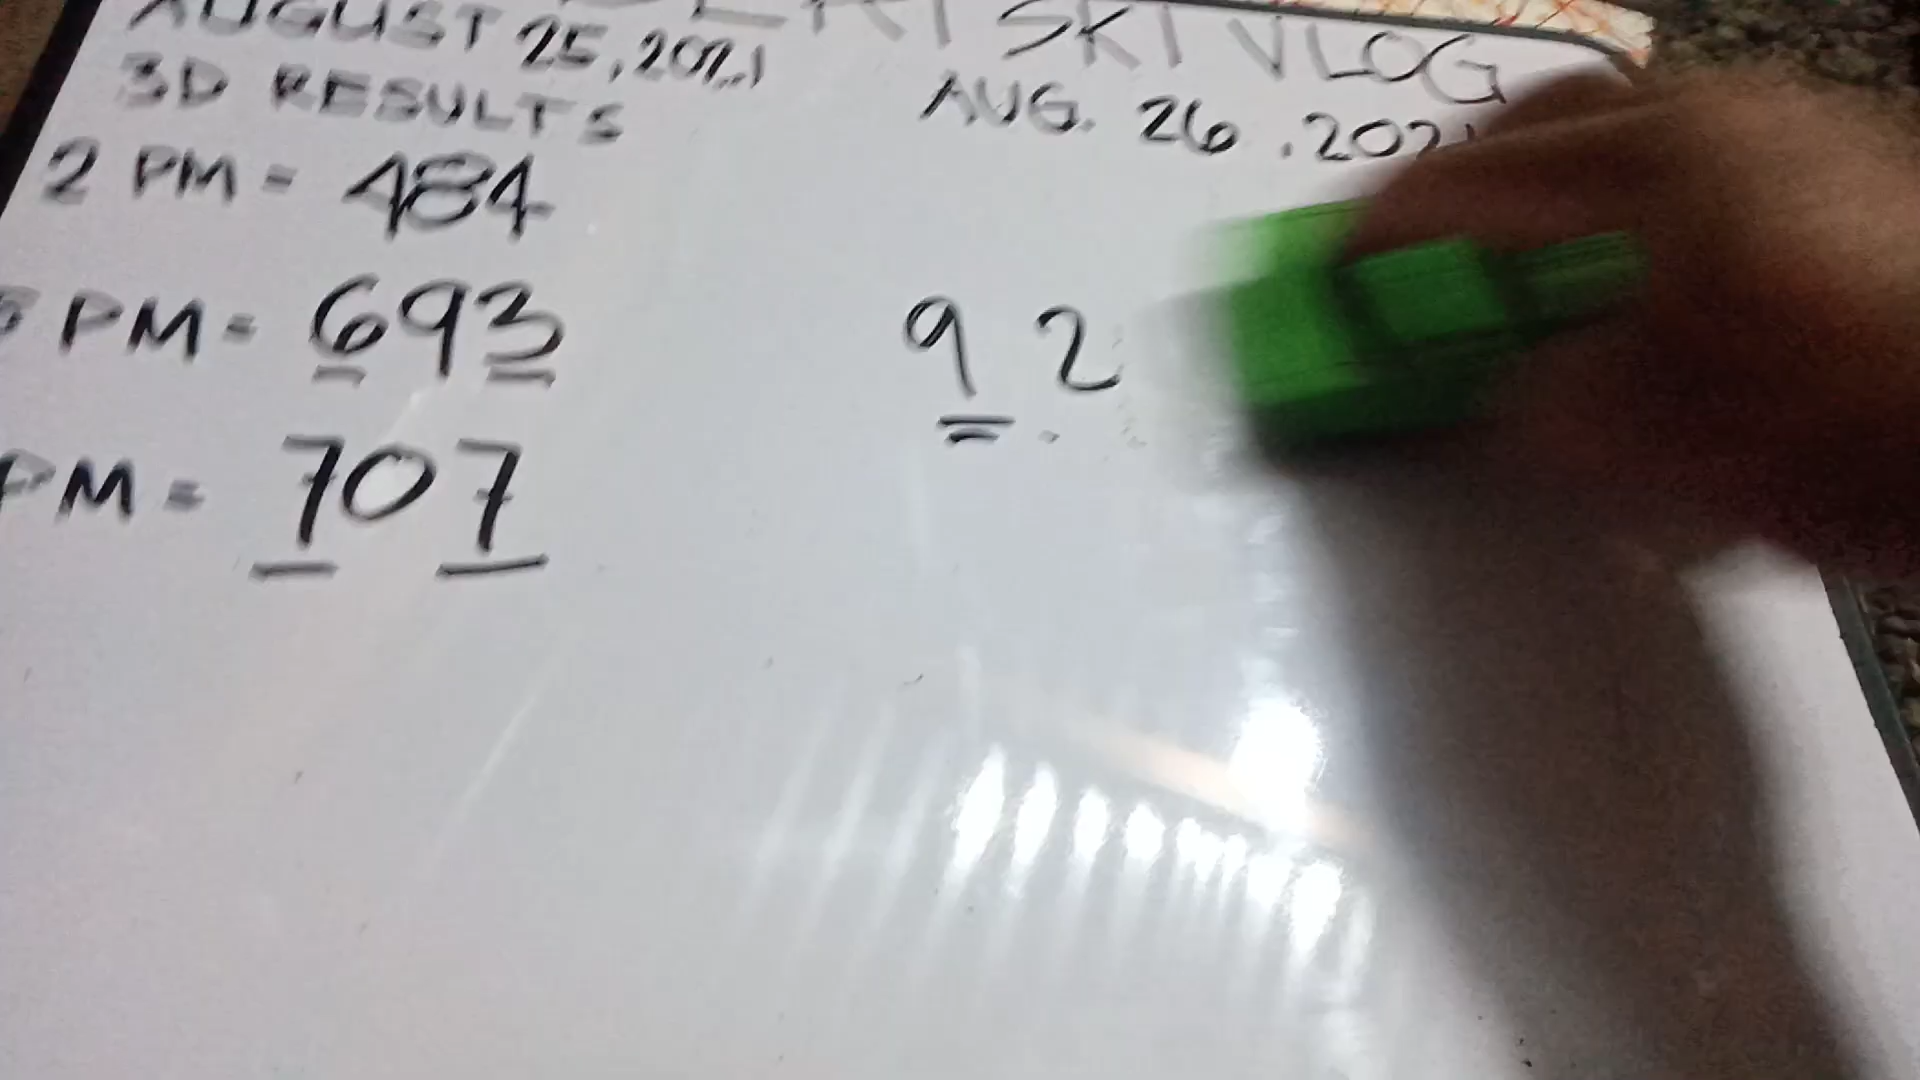 SKI VLOG
AUGUST 25, 2021
3D RESULTS
2 PM = 484
PM = 693
PM = 707
AUG. 26, 202
9 2